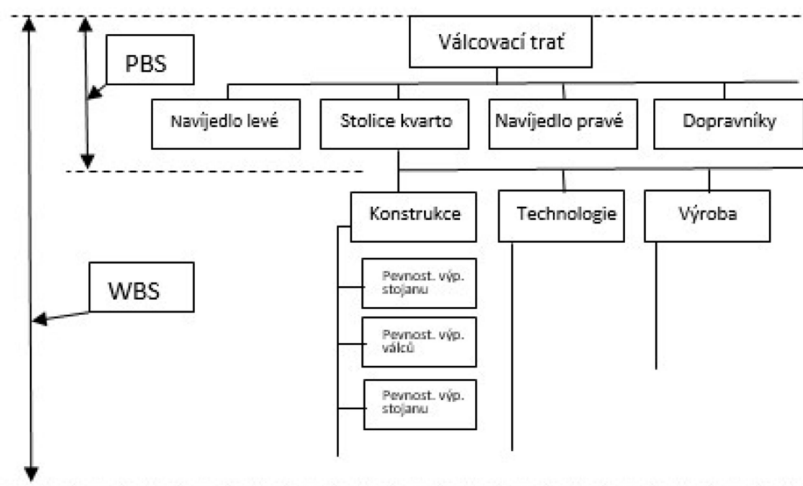 Válcovací trať
PBS
Navíjedlo levé
Stolice kvarto
Navíjedlo pravé
Dopravníky
Konstrukce
Technologie
Výroba
WBS
Pevnost. výp.
stojanu
Pevnost. výp.
válců
Pevnost. výp.
stojanu